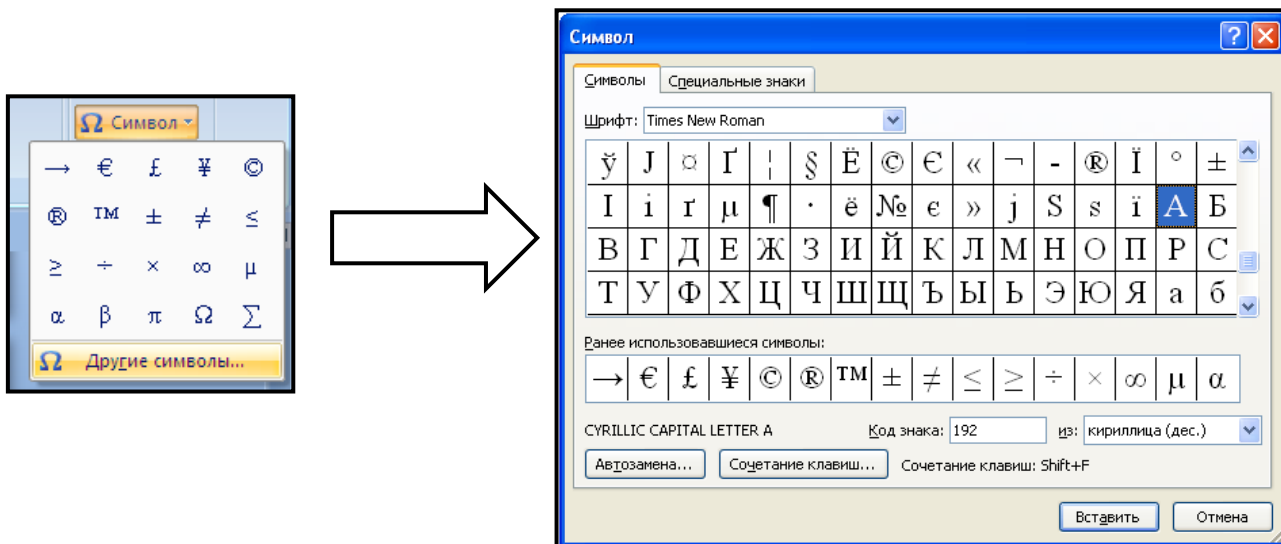 Ω Символ
→ € £ ¥ ©
® ™ ± ≠ ≤
≥ ÷ × ∞ µ
α β π Ω Σ
Ω Другие символы...
Символ
Символы Специальные знаки
Шрифт: Times New Roman
ў Ј ¤ Ґ ¦ § Ё © Є « ¬ - ® Ї ° ±
І і ґ µ ¶ · ё № є » ј Ѕ ѕ ї А Б
В Г Д Е Ж З И Й К Л М Н О П Р С
Т У Ф Х Ц Ч Ш Щ Ъ Ы Ь Э Ю Я а б
Ранее использовавшиеся символы:
→ € £ ¥ © ® ™ ± ≠ ≤ ≥ ÷ × ∞ µ α
CYRILLIC CAPITAL LETTER A Код знака: 192 из: кириллица (дес.)
Автозамена... Сочетание клавиш... Сочетание клавиш: Shift+F
Вставить Отмена